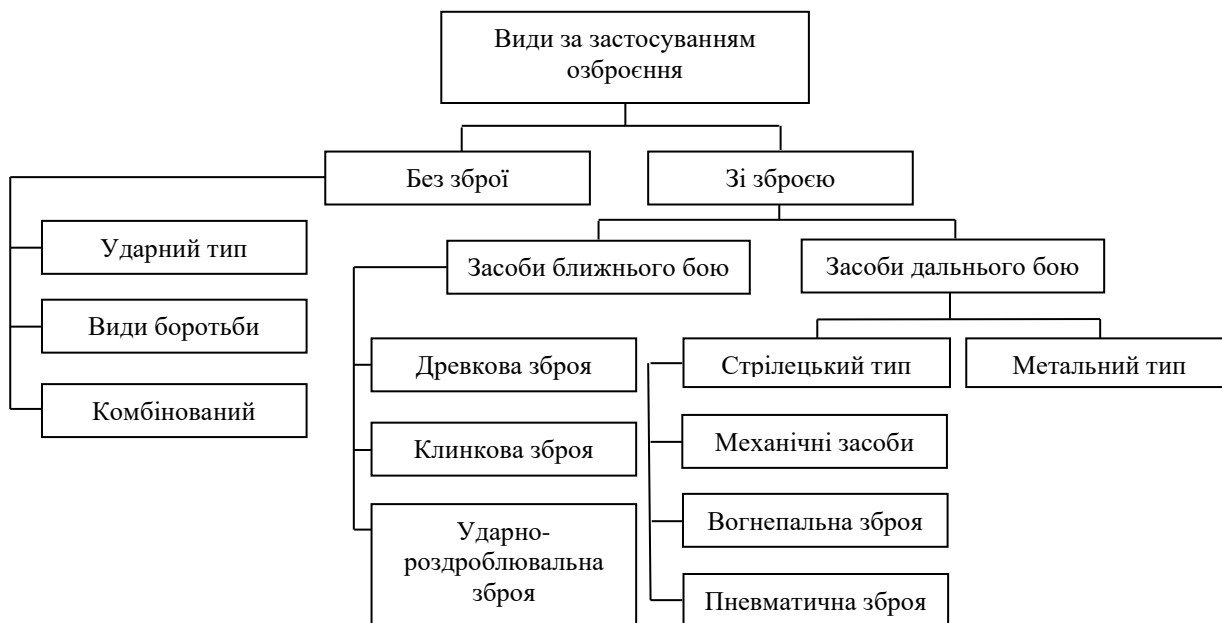 Види за застосуванням
озброєння
Без зброї
Зі зброєю
Ударний тип
Види боротьби
Комбінований
Засоби ближнього бою
Засоби дальнього бою
Древкова зброя
Клинкова зброя
Ударно-
роздроблювальна
зброя
Стрілецький тип
Метальний тип
Механічні засоби
Вогнепальна зброя
Пневматична зброя